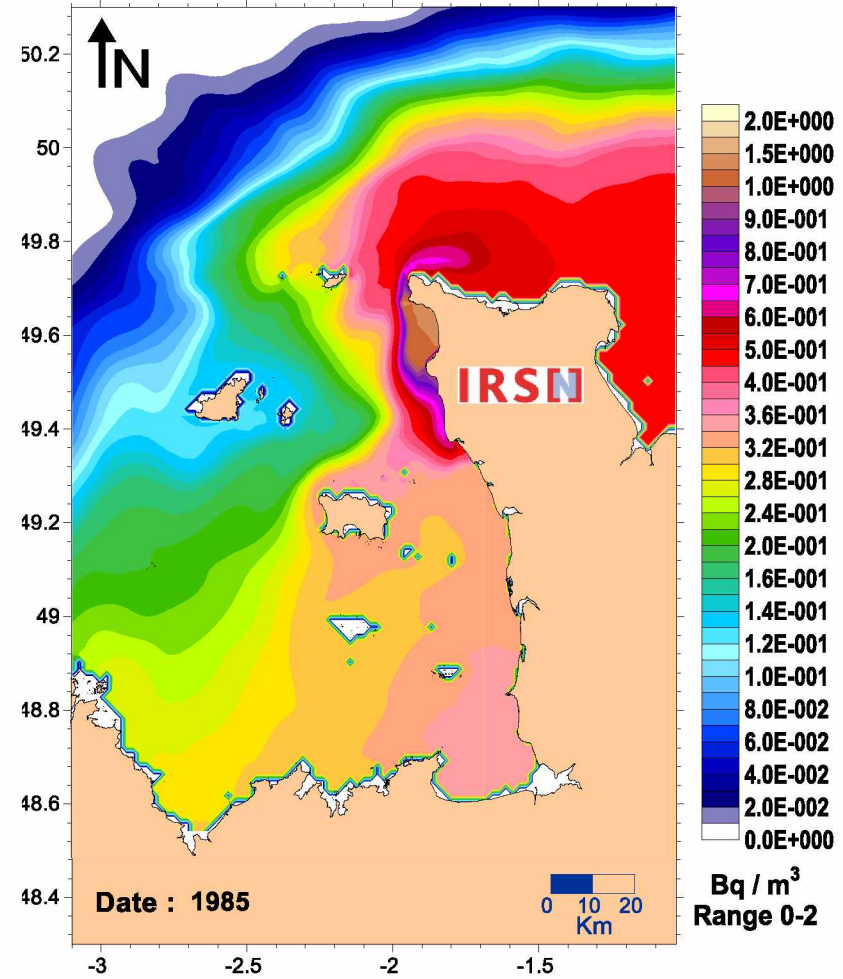 N
50.2
50
49.8
49.6
49.4
49.2
49
48.8
48.6
48.4
-3
-2.5
-2
-1.5
IRSN
Date : 1985
0 10 20
Km
2.0E+000
1.5E+000
1.0E+000
9.0E-001
8.0E-001
7.0E-001
6.0E-001
5.0E-001
4.0E-001
3.6E-001
3.2E-001
2.8E-001
2.4E-001
2.0E-001
1.6E-001
1.4E-001
1.2E-001
1.0E-001
8.0E-002
6.0E-002
4.0E-002
2.0E-002
0.0E+000
Bq / m³
Range 0-2